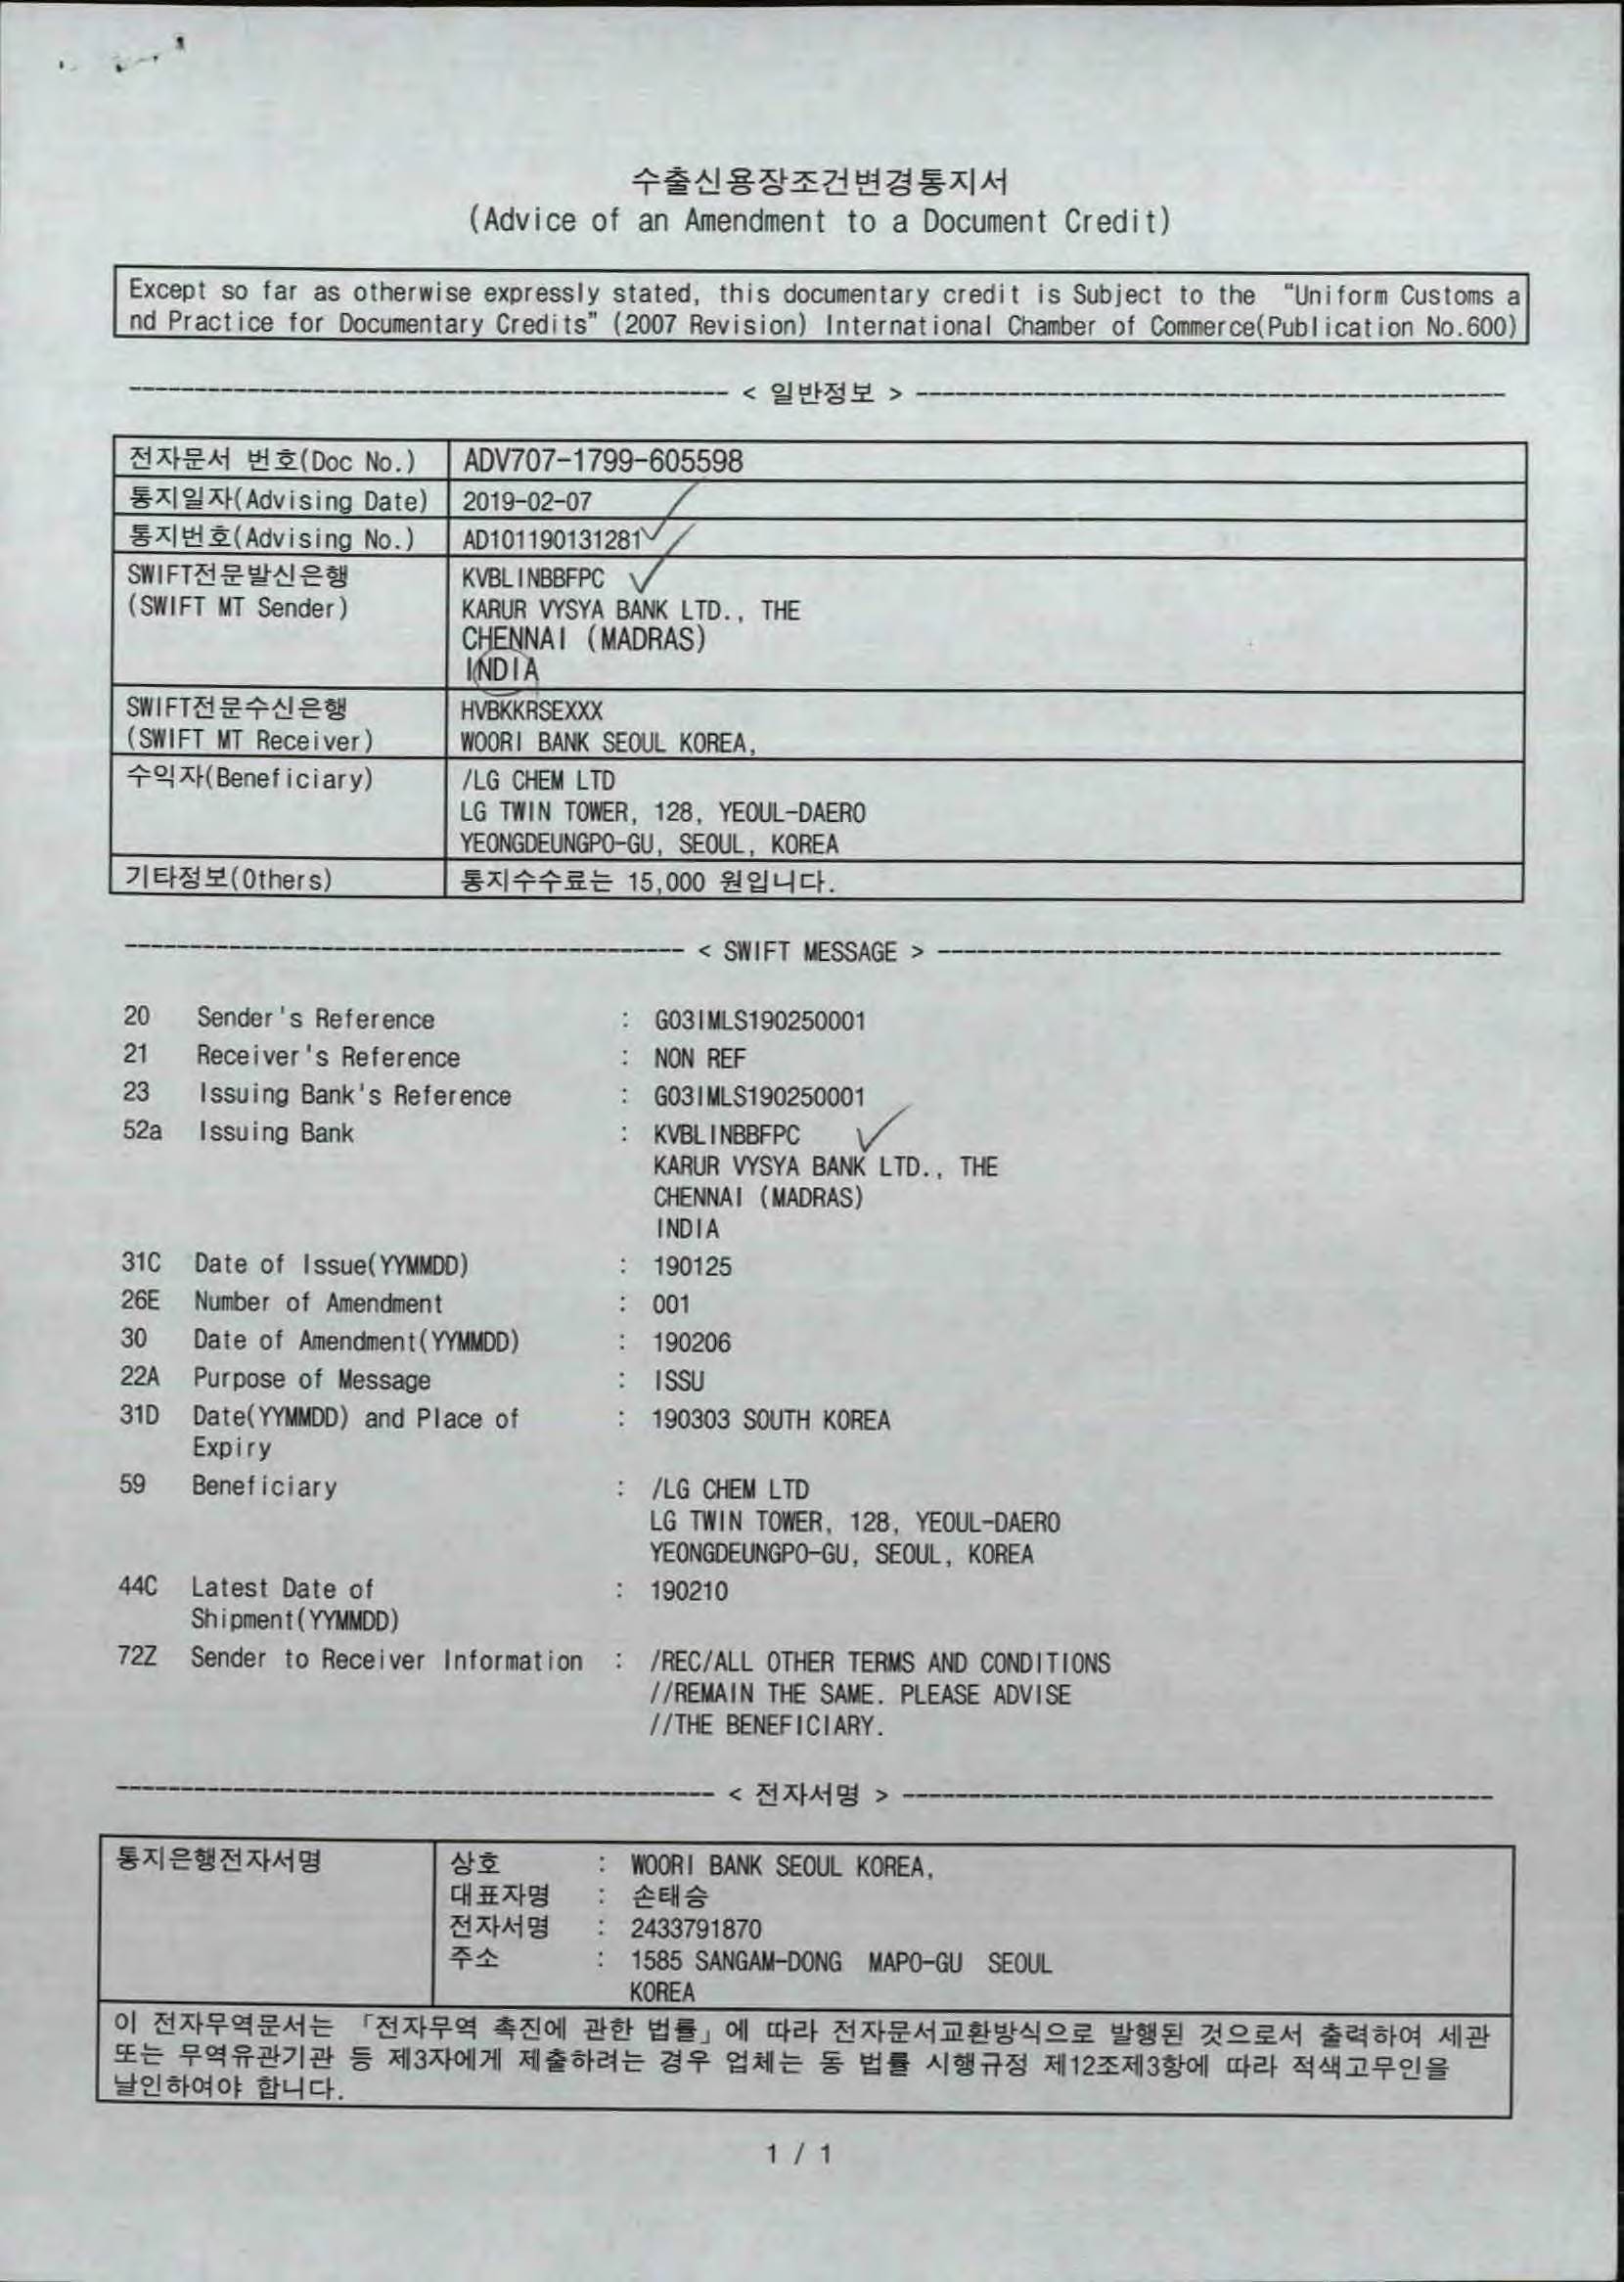 수출신용장조건변경통지서
(Advice of an Amendment to a Document Credit)
Except so far as otherwise expressly stated, this documentary credit is Subject to the "Uniform Customs a
nd Practice for Documentary Credits" (2007 Revision) International Chamber of Commerce(Publication No.600)
---------------------------------------------- < 일반정보 > ----------------------------------------------
전자문서 번호(Doc No.) ADV707-1799-605598
통지일자(Advising Date) 2019-02-07
통지번호(Advising No.) AD101190131281
SWIFT전문발신은행 KVBLINBBFPC
(SWIFT MT Sender) KARUR VYSYA BANK LTD., THE
CHENNAI (MADRAS)
INDIA
SWIFT전문수신은행 HVBKKRSEXXX
(SWIFT MT Receiver) WOORI BANK SEOUL KOREA,
수익자(Beneficiary) /LG CHEM LTD
LG TWIN TOWER, 128, YEOUL-DAERO
YEONGDEUNGPO-GU, SEOUL, KOREA
기타정보(Others) 통지수수료는 15,000 원입니다.
------------------------------------------- < SWIFT MESSAGE > -------------------------------------------
20 Sender's Reference : G03IMLS190250001
21 Receiver's Reference : NON REF
23 Issuing Bank's Reference : G03IMLS190250001
52a Issuing Bank : KVBLINBBFPC
KARUR VYSYA BANK LTD., THE
CHENNAI (MADRAS)
INDIA
31C Date of Issue(YYMMDD) : 190125
26E Number of Amendment : 001
30 Date of Amendment(YYMMDD) : 190206
22A Purpose of Message : ISSU
31D Date(YYMMDD) and Place of : 190303 SOUTH KOREA
Expiry
59 Beneficiary : /LG CHEM LTD
LG TWIN TOWER, 128, YEOUL-DAERO
YEONGDEUNGPO-GU, SEOUL, KOREA
44C Latest Date of : 190210
Shipment(YYMMDD)
72Z Sender to Receiver Information : /REC/ALL OTHER TERMS AND CONDITIONS
//REMAIN THE SAME. PLEASE ADVISE
//THE BENEFICIARY.
---------------------------------------------- < 전자서명 > ----------------------------------------------
통지은행전자서명 상호 : WOORI BANK SEOUL KOREA,
대표자명 : 손태승
전자서명 : 2433791870
주소 : 1585 SANGAM-DONG MAPO-GU SEOUL
KOREA
이 전자무역문서는 「전자무역 촉진에 관한 법률」에 따라 전자문서교환방식으로 발행된 것으로서 출력하여 세관
또는 무역유관기관 등 제3자에게 제출하려는 경우 업체는 동 법률 시행규정 제12조제3항에 따라 적색고무인을
날인하여야 합니다.
1 / 1